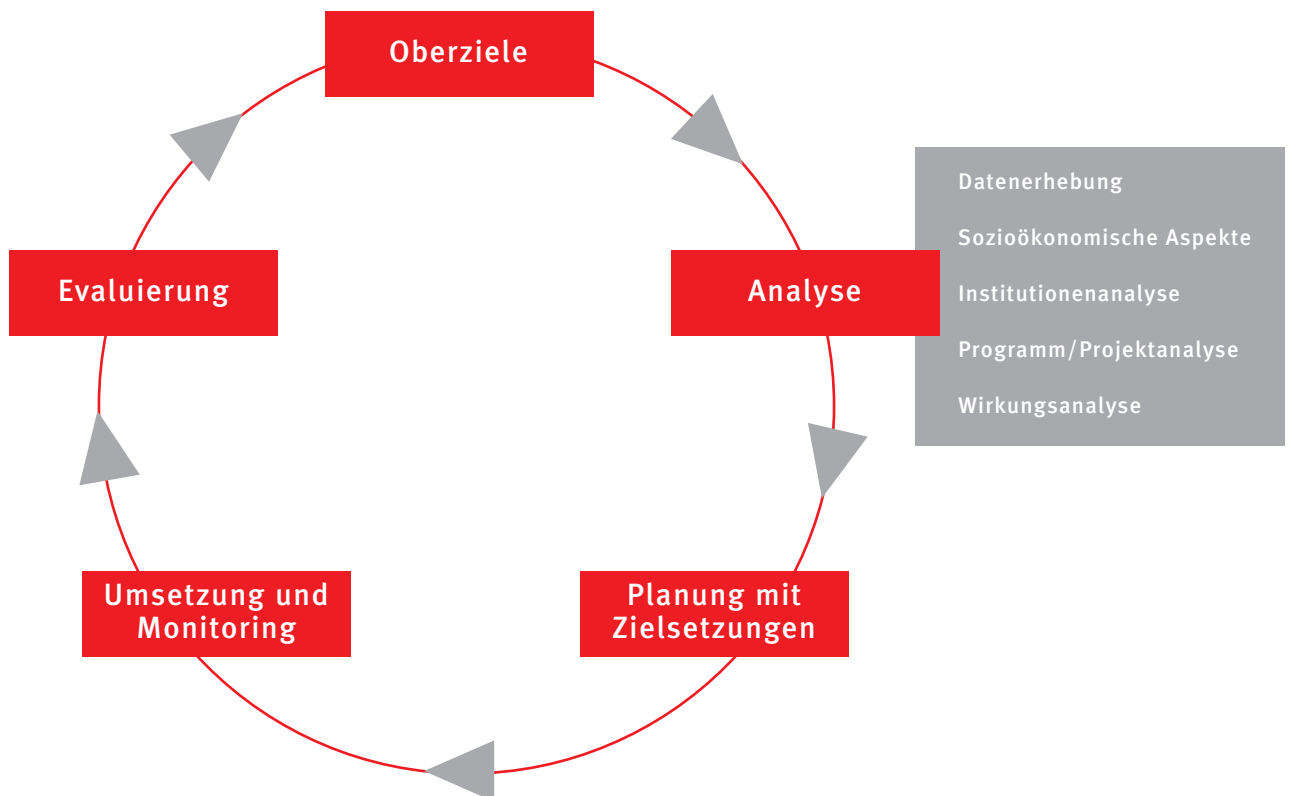 Oberziele
Evaluierung
Analyse
Datenerhebung
Sozioökonomische Aspekte
Institutionenanalyse
Programm/Projektanalyse
Wirkungsanalyse
Umsetzung und
Monitoring
Planung mit
Zielsetzungen